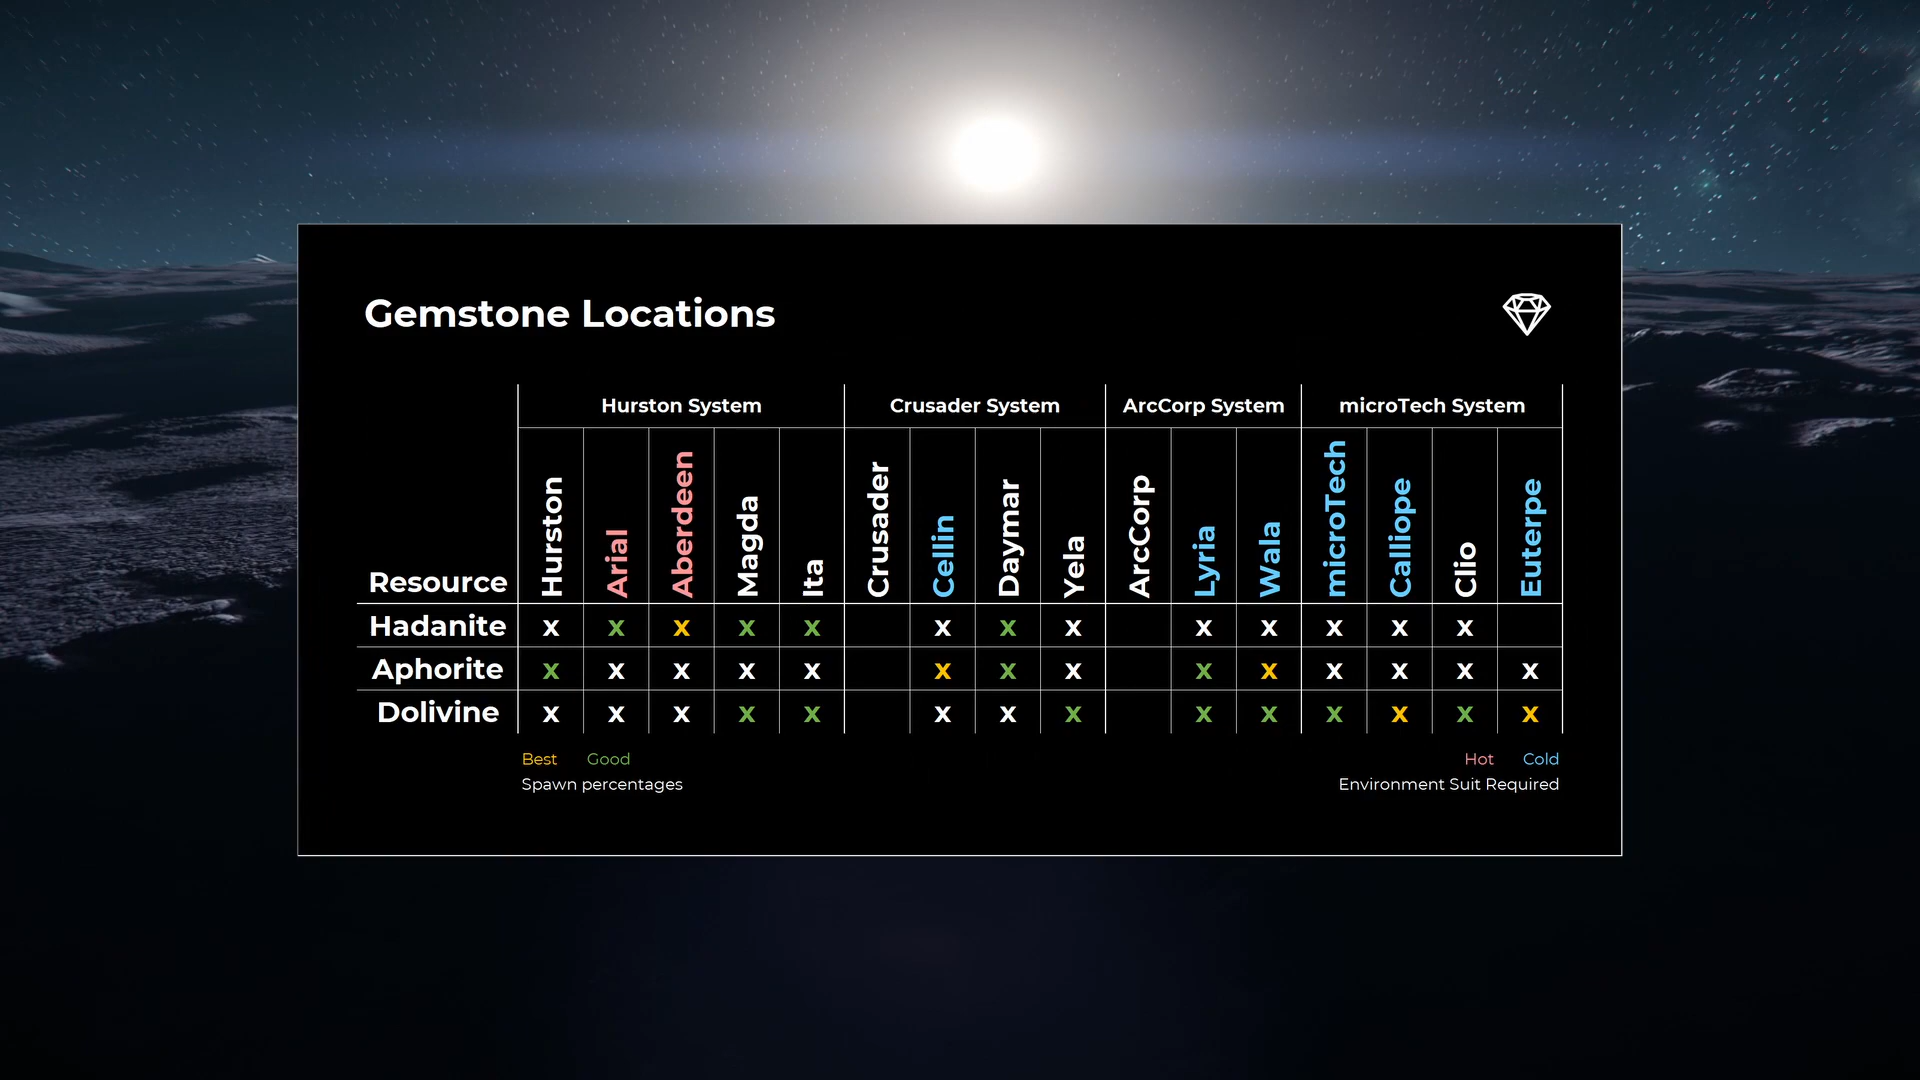 Gemstone Locations
Hurston System Crusader System ArcCorp System microTech System
Resource Hurston Arial Aberdeen Magda Ita Crusader Cellin Daymar Yela ArcCorp Lyria Wala microTech Calliope Clio Euterpe
Hadanite x x x x x x x x x x x x x
Aphorite x x x x x x x x x x x x x x
Dolivine x x x x x x x x x x x x x x
Best Good Hot Cold
Spawn percentages Environment Suit Required